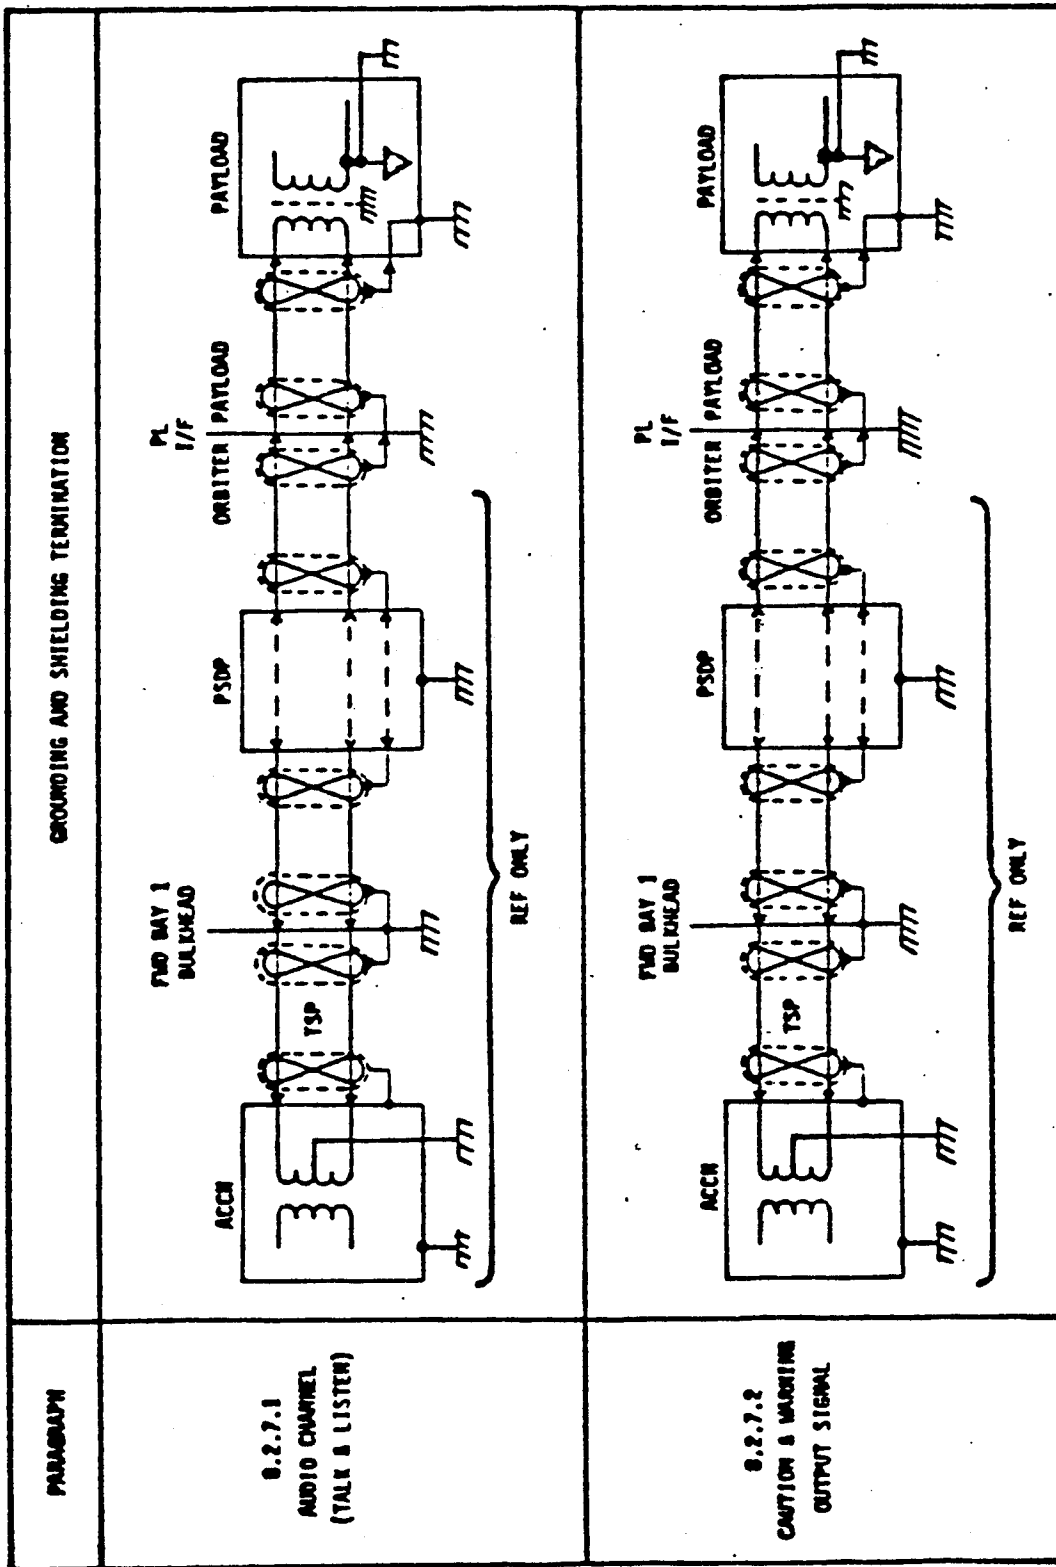 PARAGRAPH
GROUNDING AND SHIELDING TERMINATION
8.2.7.1
AUDIO CHANNEL
(TALK & LISTEN)
ACCN
TSP
FWD BAY 1
BULKHEAD
PSDP
ORBITER
PL
I/F
PAYLOAD
PAYLOAD
REF ONLY
8.2.7.2
CAUTION & WARNING
OUTPUT SIGNAL
ACCN
TSP
FWD BAY 1
BULKHEAD
PSDP
ORBITER
PL
I/F
PAYLOAD
PAYLOAD
REF ONLY